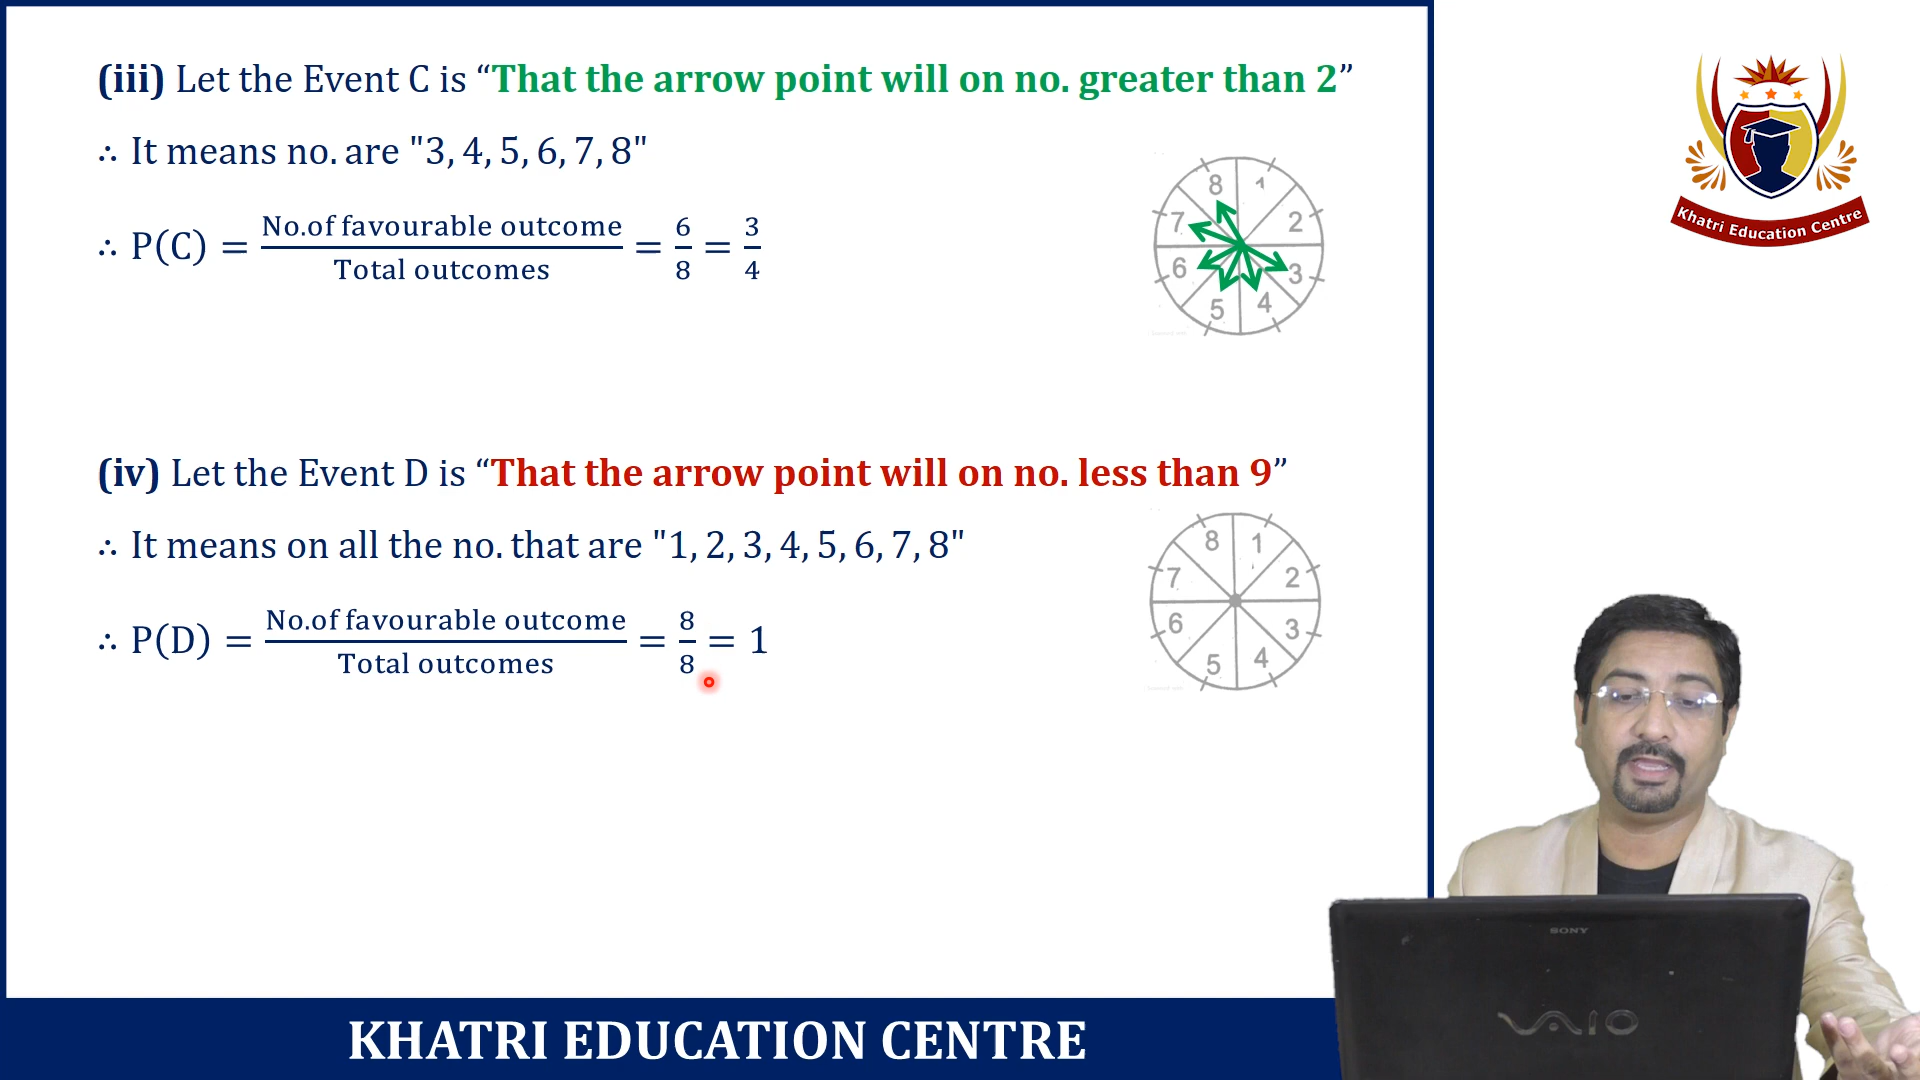 (iii) Let the Event C is “That the arrow point will on no. greater than 2”
∴ It means no. are "3, 4, 5, 6, 7, 8"
∴ P(C) = No.of favourable outcome / Total outcomes = 6/8 = 3/4
8 1
7 2
6 3
5 4
(iv) Let the Event D is “That the arrow point will on no. less than 9”
∴ It means on all the no. that are "1, 2, 3, 4, 5, 6, 7, 8"
∴ P(D) = No.of favourable outcome / Total outcomes = 8/8 = 1
8 1
7 2
6 3
5 4
Khatri Education Centre
SONY
VAIO
KHATRI EDUCATION CENTRE